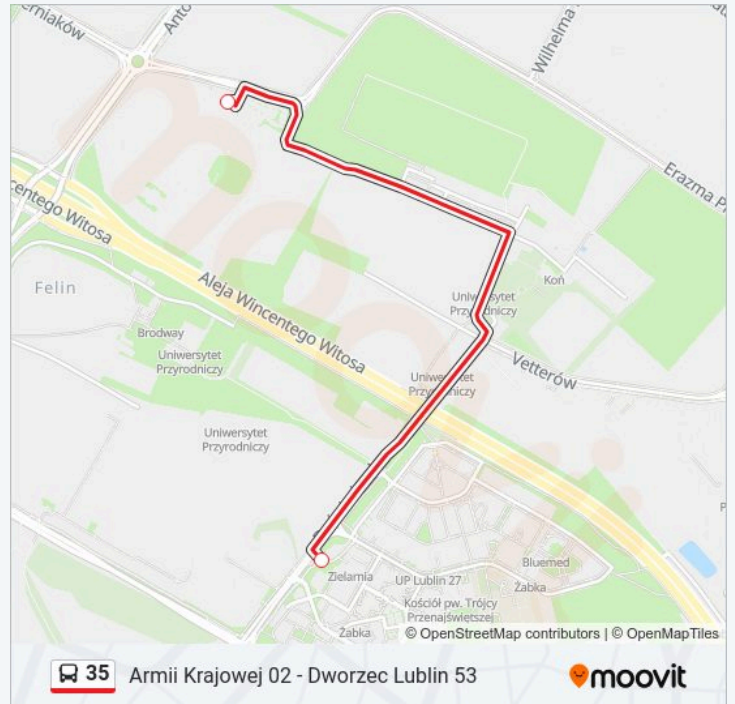 erniaków
Anto
Wilhelma
Erazma P
centego Witosa
Aleja Wincentego Witosa
Felin
Koń
Uniwersytet
Przyrodniczy
Brodway
Uniwersytet
Przyrodniczy
Vetterów
Uniwersytet
Przyrodniczy
Uniwersytet
Przyrodniczy
Bluemed
Zielarnia
UP Lublin 27
Żabka
Kościół pw. Trójcy
Przenajświętszej
Żabka
© OpenStreetMap contributors | © OpenMapTiles
35 Armii Krajowej 02 - Dworzec Lublin 53
moovit